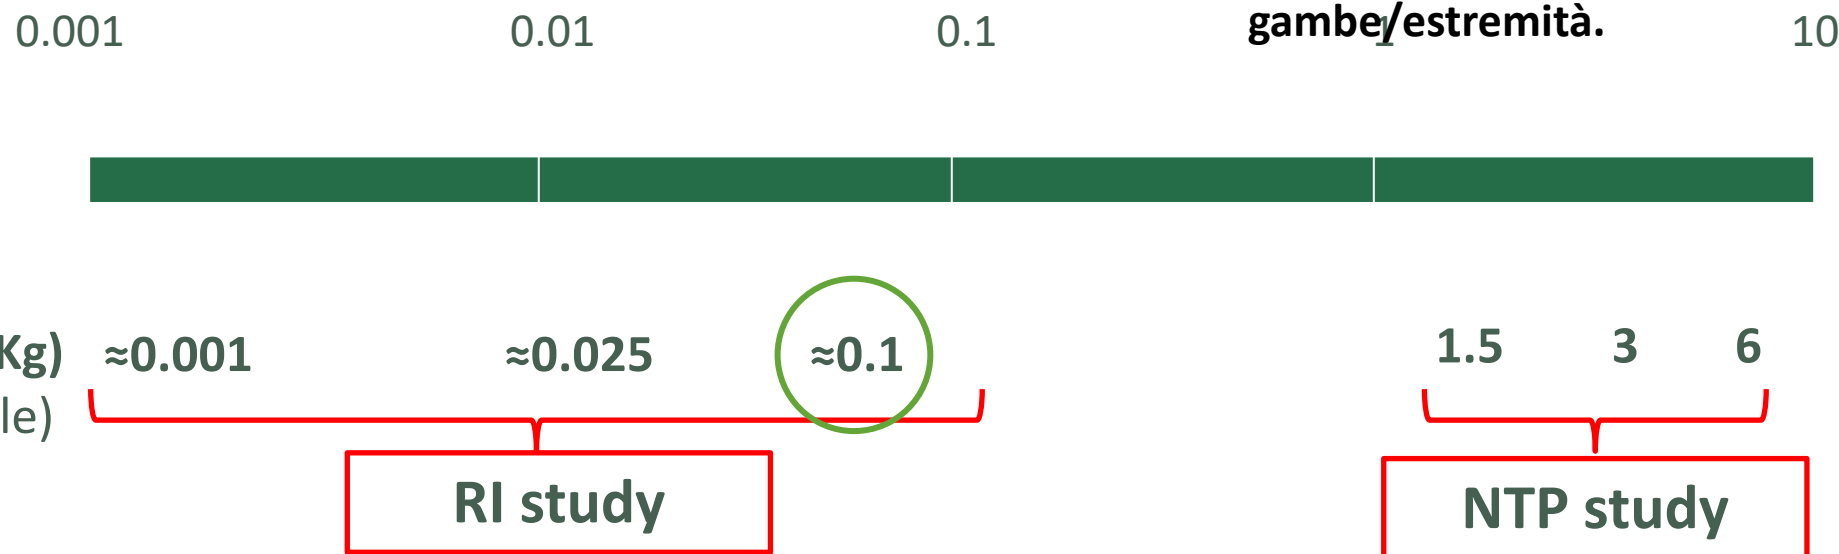 0.001 0.01 0.1 1 10
gambe/estremità.
Kg) ≈0.001 ≈0.025 ≈0.1 1.5 3 6
le)
RI study NTP study